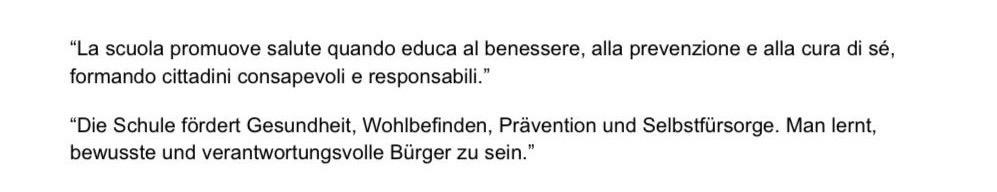 “La scuola promuove salute quando educa al benessere, alla prevenzione e alla cura di sé,
formando cittadini consapevoli e responsabili.”
“Die Schule fördert Gesundheit, Wohlbefinden, Prävention und Selbstfürsorge. Man lernt,
bewusste und verantwortungsvolle Bürger zu sein.”